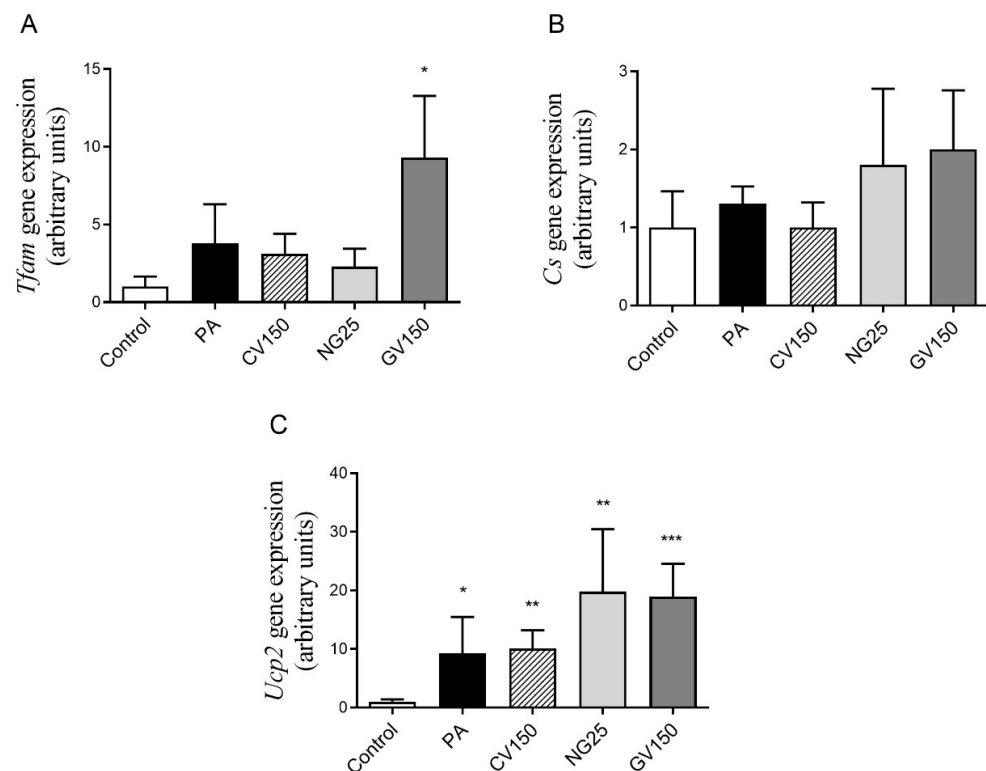 A
Tfam gene expression
(arbitrary units)
15
10
5
0
*
Control
PA
CV150
NG25
GV150
B
Cs gene expression
(arbitrary units)
3
2
1
0
Control
PA
CV150
NG25
GV150
C
Ucp2 gene expression
(arbitrary units)
40
30
20
10
0
*
**
**
***
Control
PA
CV150
NG25
GV150